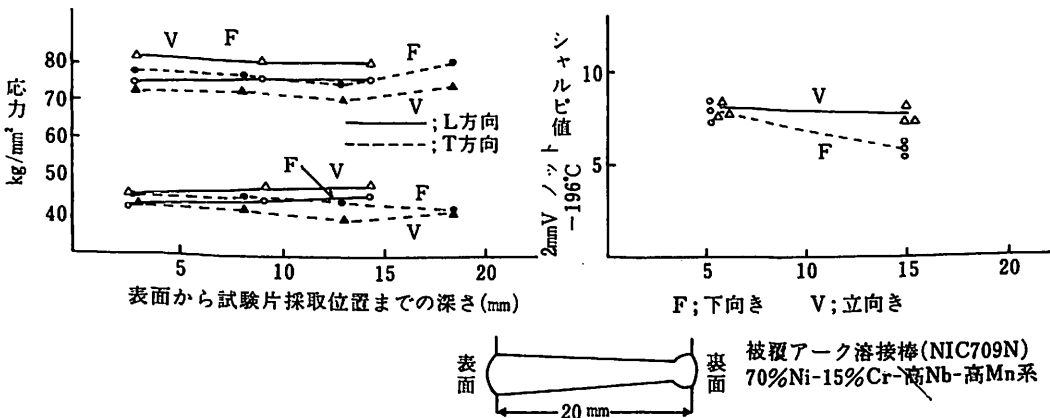 応力 kg/mm²
80
70
60
50
40
V F F
V
―――;L方向
-----;T方向
F V
F
V
5 10 15 20
表面から試験片採取位置までの深さ(mm)
シャルピ値
2mmVノット
−196℃
10
5
V
F
5 10 15 20
F;下向き V;立向き
表面
裏面
20 mm
被覆アーク溶接棒(NIC709N)
70%Ni-15%Cr-高Nb-高Mn系